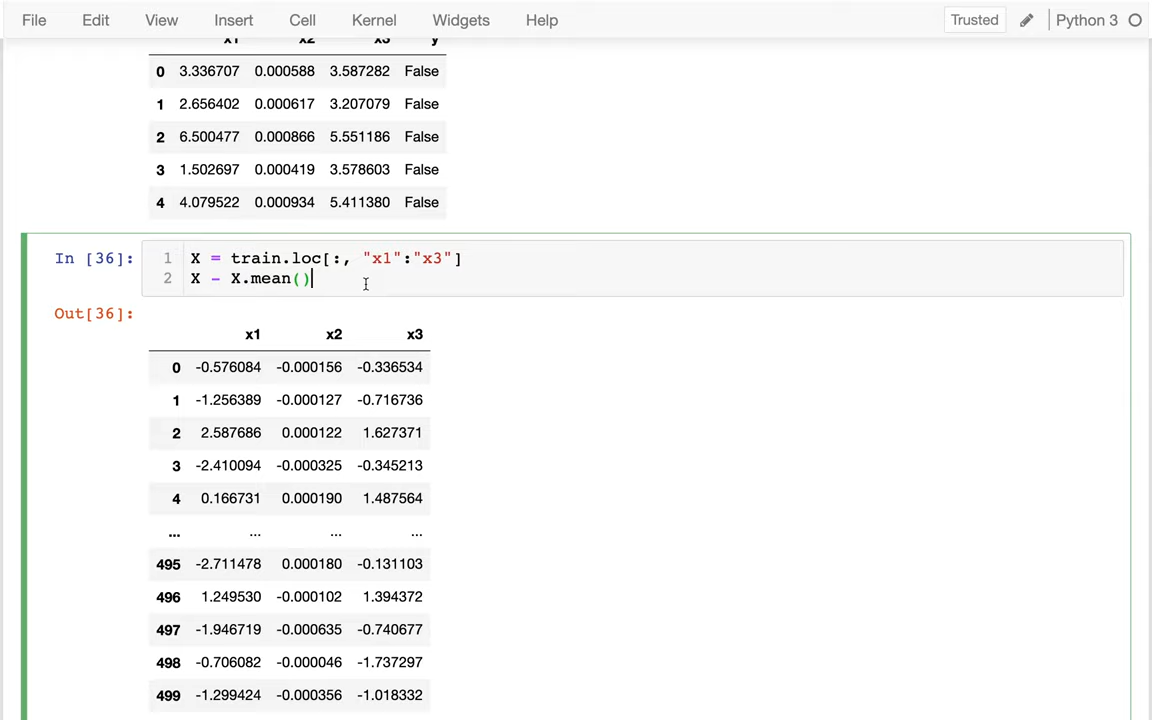 File Edit View Insert Cell Kernel Widgets Help Trusted Python 3
x1 x2 x3 y
0 3.336707 0.000588 3.587282 False
1 2.656402 0.000617 3.207079 False
2 6.500477 0.000866 5.551186 False
3 1.502697 0.000419 3.578603 False
4 4.079522 0.000934 5.411380 False
In [36]: 1 X = train.loc[:, "x1":"x3"]
2 X - X.mean()
Out[36]:
x1 x2 x3
0 -0.576084 -0.000156 -0.336534
1 -1.256389 -0.000127 -0.716736
2 2.587686 0.000122 1.627371
3 -2.410094 -0.000325 -0.345213
4 0.166731 0.000190 1.487564
... ... ... ...
495 -2.711478 0.000180 -0.131103
496 1.249530 -0.000102 1.394372
497 -1.946719 -0.000635 -0.740677
498 -0.706082 -0.000046 -1.737297
499 -1.299424 -0.000356 -1.018332